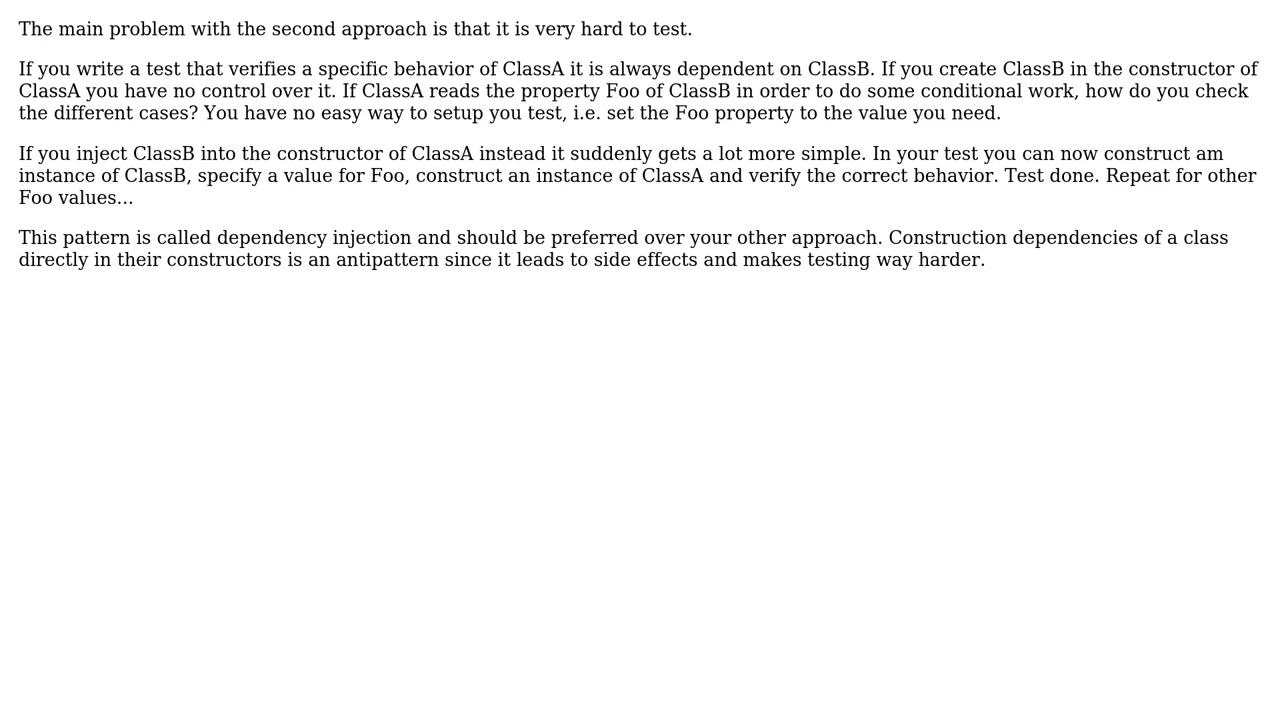 The main problem with the second approach is that it is very hard to test.
If you write a test that verifies a specific behavior of ClassA it is always dependent on ClassB. If you create ClassB in the constructor of
ClassA you have no control over it. If ClassA reads the property Foo of ClassB in order to do some conditional work, how do you check
the different cases? You have no easy way to setup you test, i.e. set the Foo property to the value you need.
If you inject ClassB into the constructor of ClassA instead it suddenly gets a lot more simple. In your test you can now construct am
instance of ClassB, specify a value for Foo, construct an instance of ClassA and verify the correct behavior. Test done. Repeat for other
Foo values...
This pattern is called dependency injection and should be preferred over your other approach. Construction dependencies of a class
directly in their constructors is an antipattern since it leads to side effects and makes testing way harder.